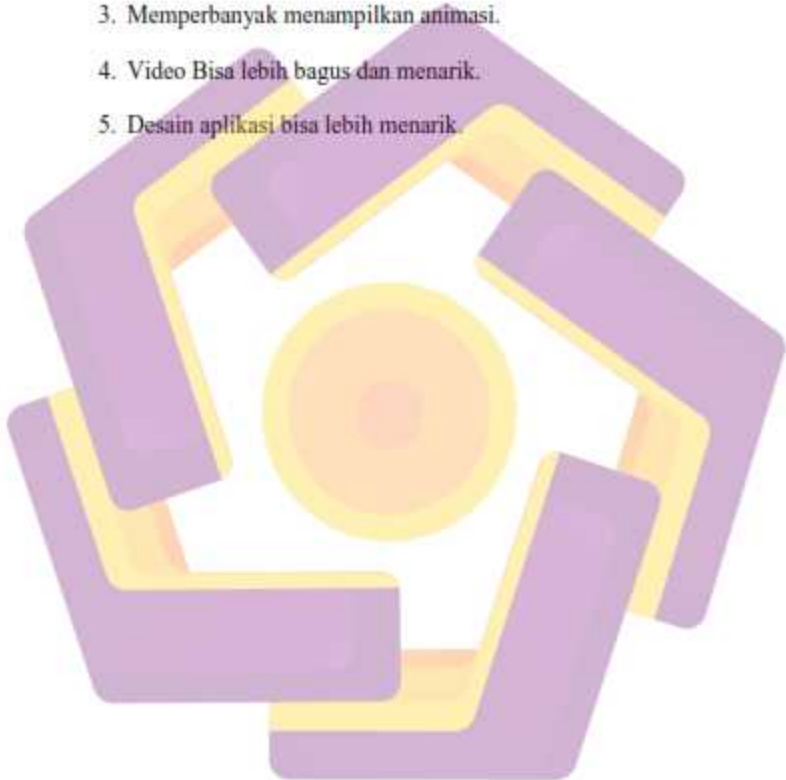 3. Memperbanyak menampilkan animasi.
4. Video Bisa lebih bagus dan menarik.
5. Desain aplikasi bisa lebih menarik.